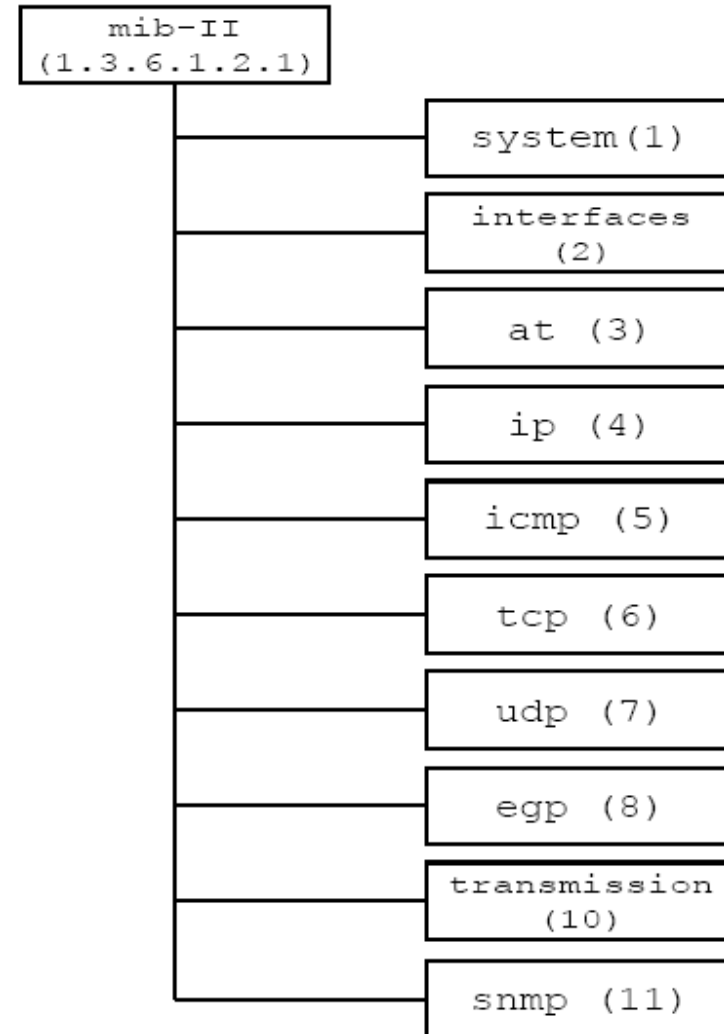 mib-II
(1.3.6.1.2.1)
system(1)
interfaces
(2)
at (3)
ip (4)
icmp (5)
tcp (6)
udp (7)
egp (8)
transmission
(10)
snmp (11)